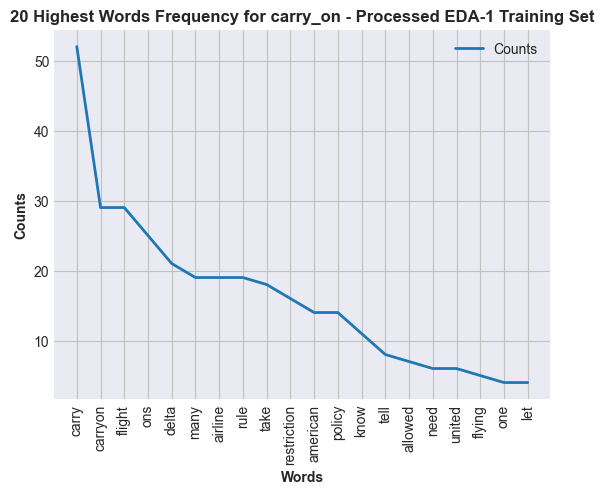 20 Highest Words Frequency for carry_on - Processed EDA-1 Training Set
Counts
Counts
50
40
30
20
10
carry
carryon
flight
ons
delta
many
airline
rule
take
restriction
american
policy
know
tell
allowed
need
united
flying
one
let
Words